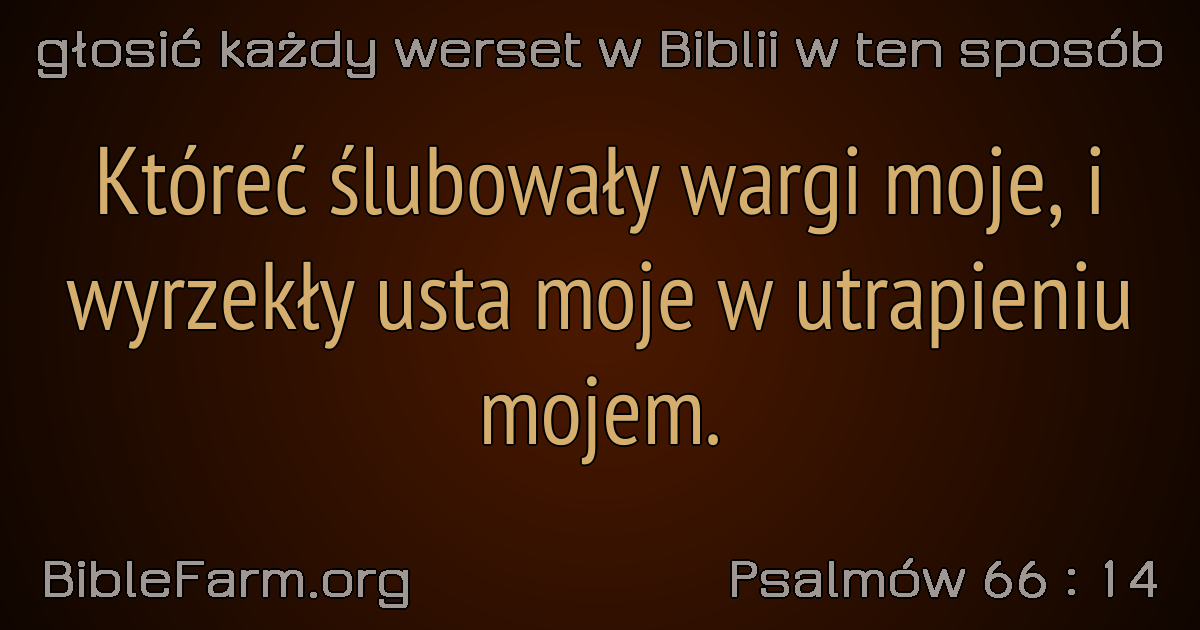 głosić każdy werset w Biblii w ten sposób
Któreć ślubowały wargi moje, i
wyrzekły usta moje w utrapieniu
mojem.
BibleFarm.org
Psalmów 66 : 14